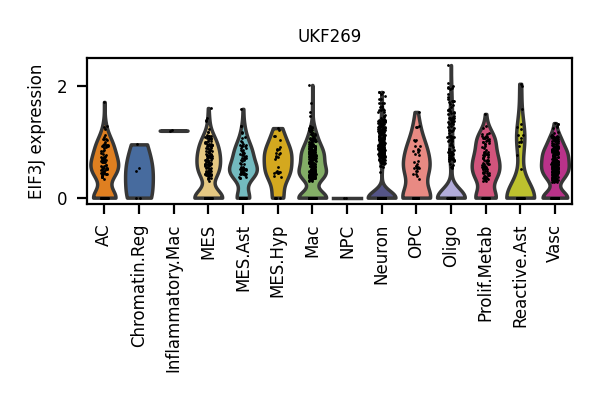 UKF269
EIF3J expression
2
0
AC
Chromatin.Reg
Inflammatory.Mac
MES
MES.Ast
MES.Hyp
Mac
NPC
Neuron
OPC
Oligo
Prolif.Metab
Reactive.Ast
Vasc